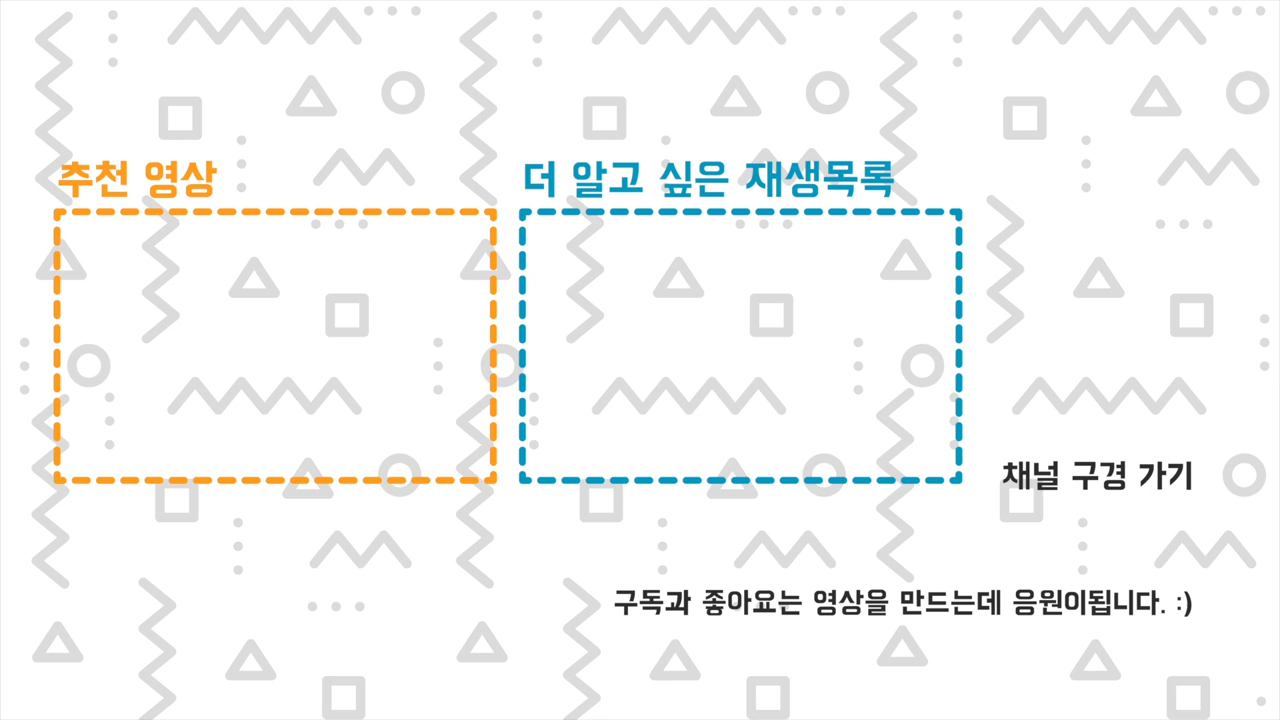 추천 영상
더 알고 싶은 재생목록
채널 구경 가기
구독과 좋아요는 영상을 만드는데 응원이됩니다. :)